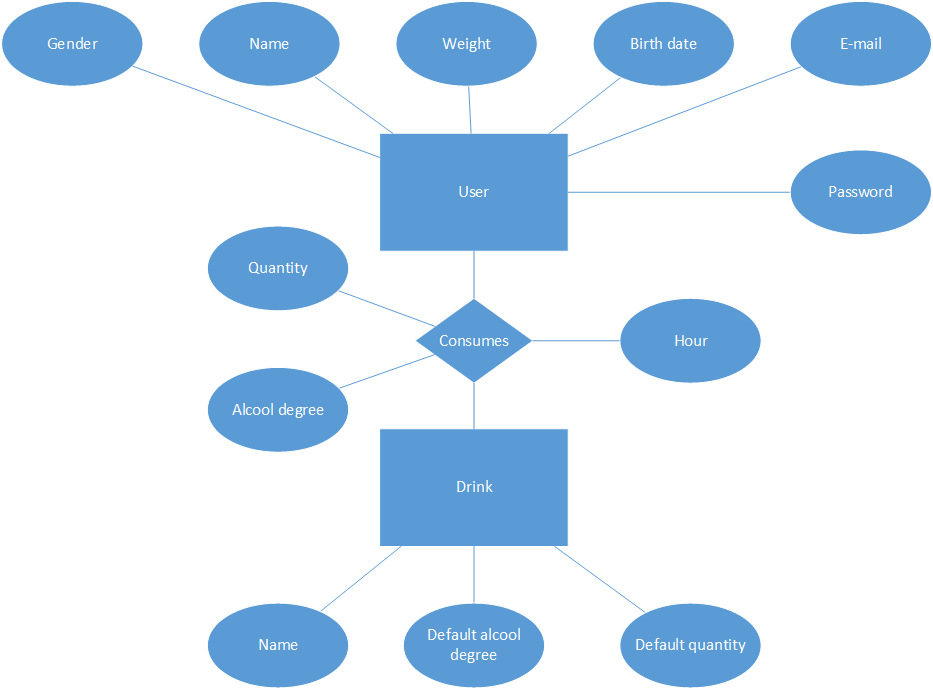 Gender
Name
Weight
Birth date
E-mail
User
Password
Quantity
Consumes
Hour
Alcool degree
Drink
Name
Default alcool
degree
Default quantity